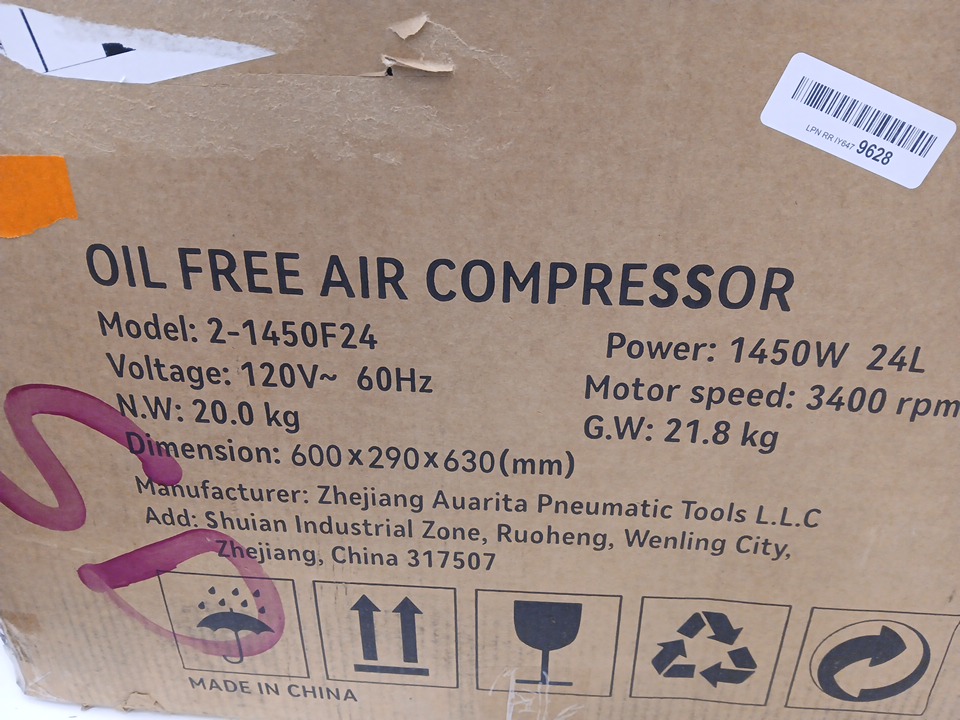 LPN RR IY647 9628
OIL FREE AIR COMPRESSOR
Model: 2-1450F24
Power: 1450W 24L
Voltage: 120V~ 60Hz
Motor speed: 3400 rpm
N.W: 20.0 kg
G.W: 21.8 kg
Dimension: 600x290x630(mm)
Manufacturer: Zhejiang Auarita Pneumatic Tools L.L.C
Add: Shuian Industrial Zone, Ruoheng, Wenling City,
Zhejiang, China 317507
MADE IN CHINA